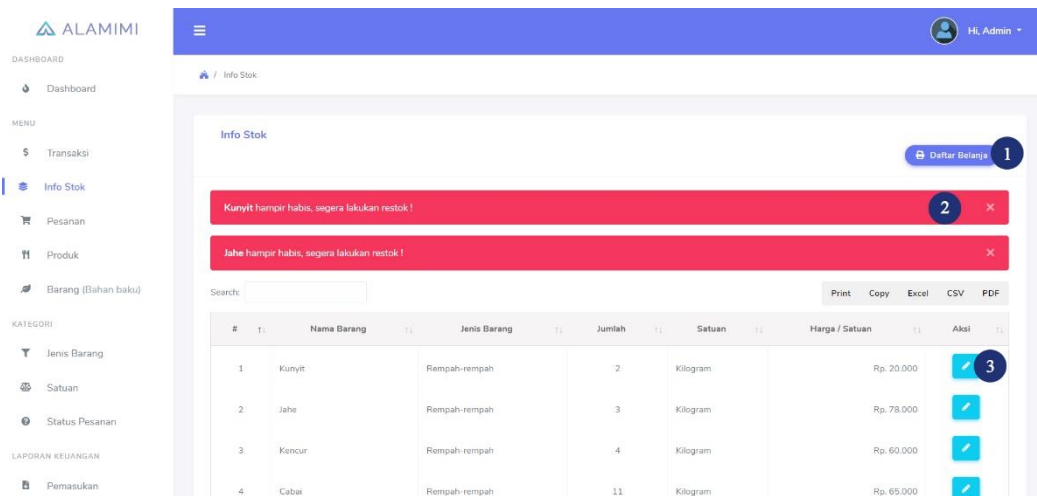 ALAMIMI
Hi, Admin
DASHBOARD
Dashboard
MENU
$ Transaksi
Info Stok
Pesanan
Produk
Barang (Bahan baku)
KATEGORI
Jenis Barang
Satuan
Status Pesanan
LAPORAN KEUANGAN
Pemasukan
/ Info Stok
Info Stok
Daftar Belanja 1
Kunyit hampir habis, segera lakukan restok ! 2 ×
Jahe hampir habis, segera lakukan restok ! ×
Search:
Print Copy Excel CSV PDF
# Nama Barang Jenis Barang Jumlah Satuan Harga / Satuan Aksi
1 Kunyit Rempah-rempah 2 Kilogram Rp. 20.000 3
2 Jahe Rempah-rempah 3 Kilogram Rp. 78.000
3 Kencur Rempah-rempah 4 Kilogram Rp. 60.000
4 Cabai Rempah-rempah 11 Kilogram Rp. 65.000